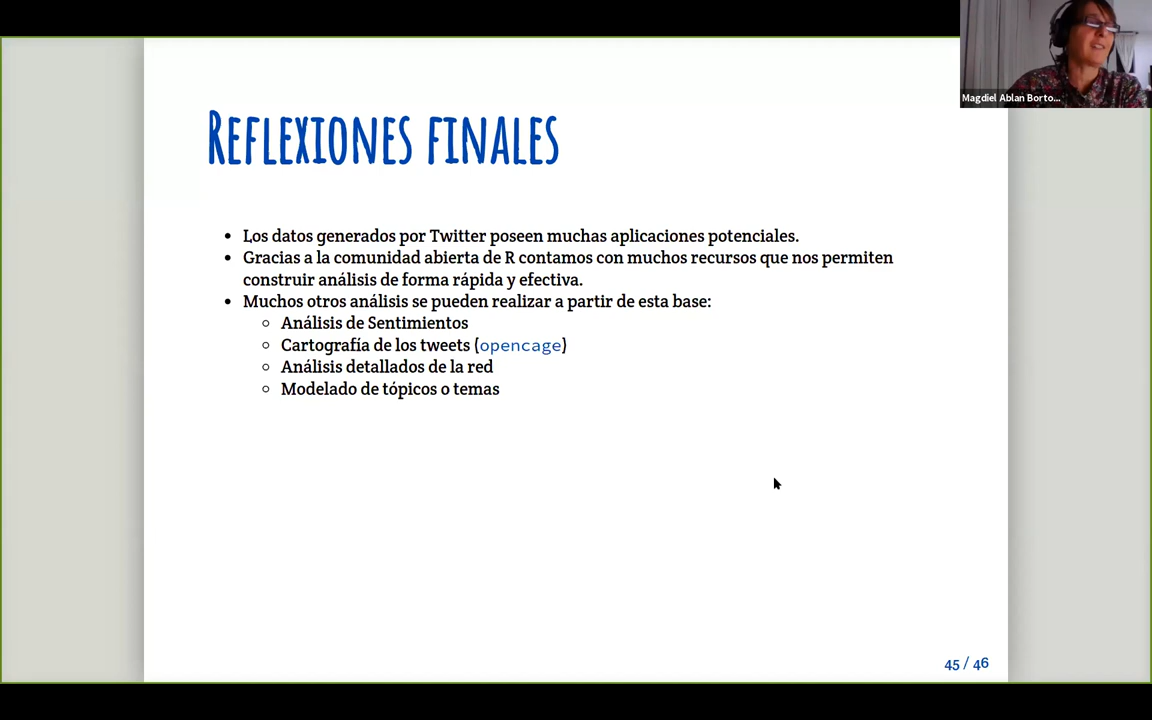 Magdiel Ablan Borto...
Reflexiones finales
• Los datos generados por Twitter poseen muchas aplicaciones potenciales.
• Gracias a la comunidad abierta de R contamos con muchos recursos que nos permiten
construir análisis de forma rápida y efectiva.
• Muchos otros análisis se pueden realizar a partir de esta base:
○ Análisis de Sentimientos
○ Cartografía de los tweets (opencage)
○ Análisis detallados de la red
○ Modelado de tópicos o temas
45 / 46